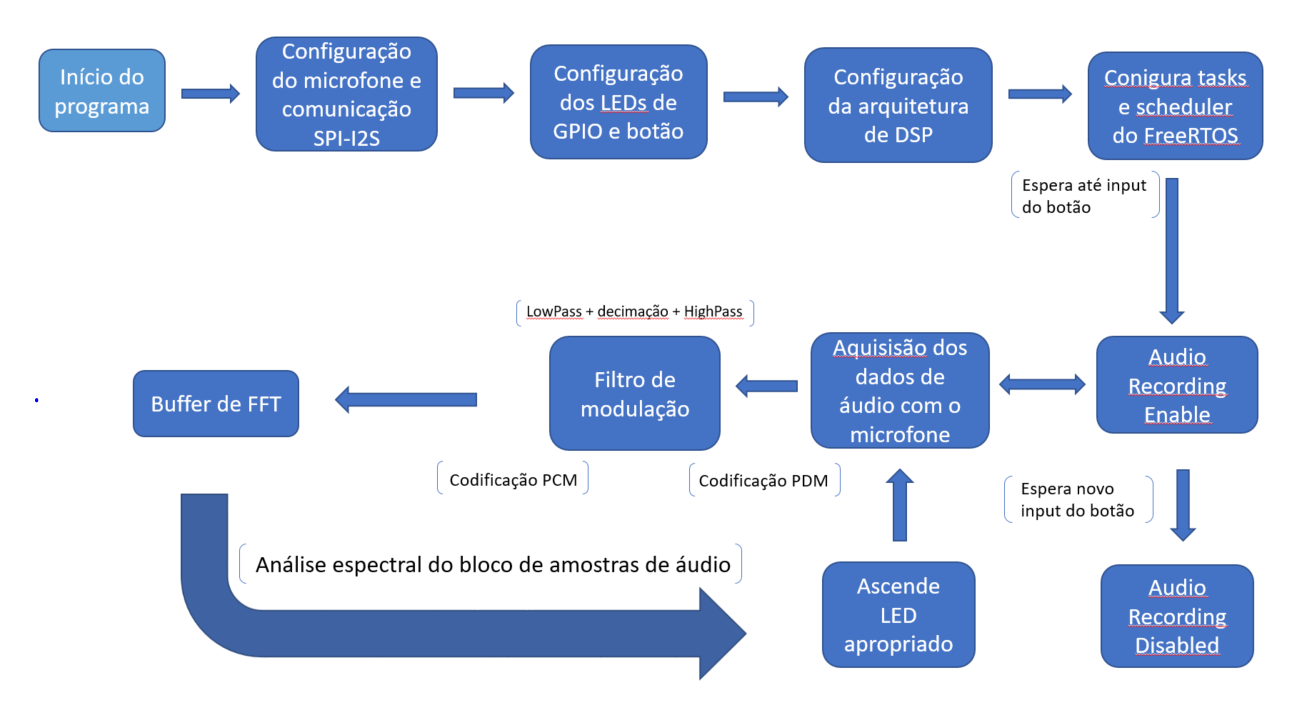 Início do
programa
Configuração
do microfone e
comunicação
SPI-I2S
Configuração
dos LEDs de
GPIO e botão
Configuração
da arquitetura
de DSP
Conigura tasks
e scheduler
do FreeRTOS
Espera até input
do botão
LowPass + decimação + HighPass
Audio
Recording
Enable
Aquisisão dos
dados de
áudio com o
microfone
Filtro de
modulação
Buffer de FFT
Codificação PCM
Codificação PDM
Espera novo
input do botão
Análise espectral do bloco de amostras de áudio
Ascende
LED
apropriado
Audio
Recording
Disabled